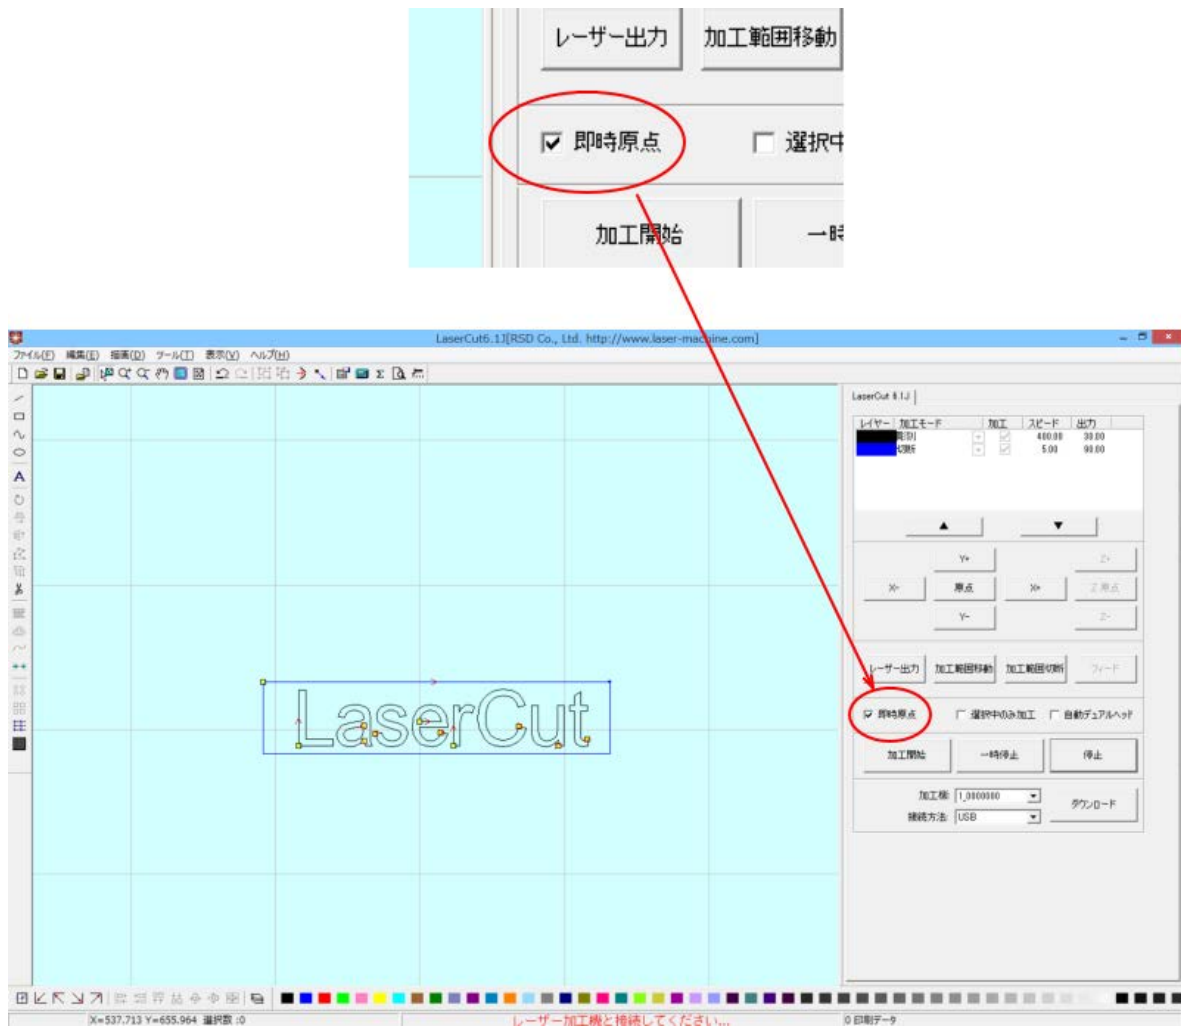 レーザー出力 加工範囲移動
即時原点 選択中
加工開始 一時
LaserCut6.1J[RSD Co., Ltd. http://www.laser-machine.com]
ファイル(F) 編集(E) 描画(D) ツール(T) 表示(V) ヘルプ(H)
LaserCut 6.1J
レイヤー 加工モード 加工 スピード 出力
彫刻 400.00 30.00
切断 5.00 90.00
▲ ▼
Y+ Z+
X- 原点 X+ Z 原点
Y- Z-
レーザー出力 加工範囲移動 加工範囲切断 フィード
即時原点 選択中のみ加工 自動デュアルヘッド
加工開始 一時停止 停止
加工機: 1,0000000
接続方法: USB
ダウンロード
LaserCut
X=537.713 Y=655.964 選択数 :0 レーザー加工機と接続してください... 0 印刷データ